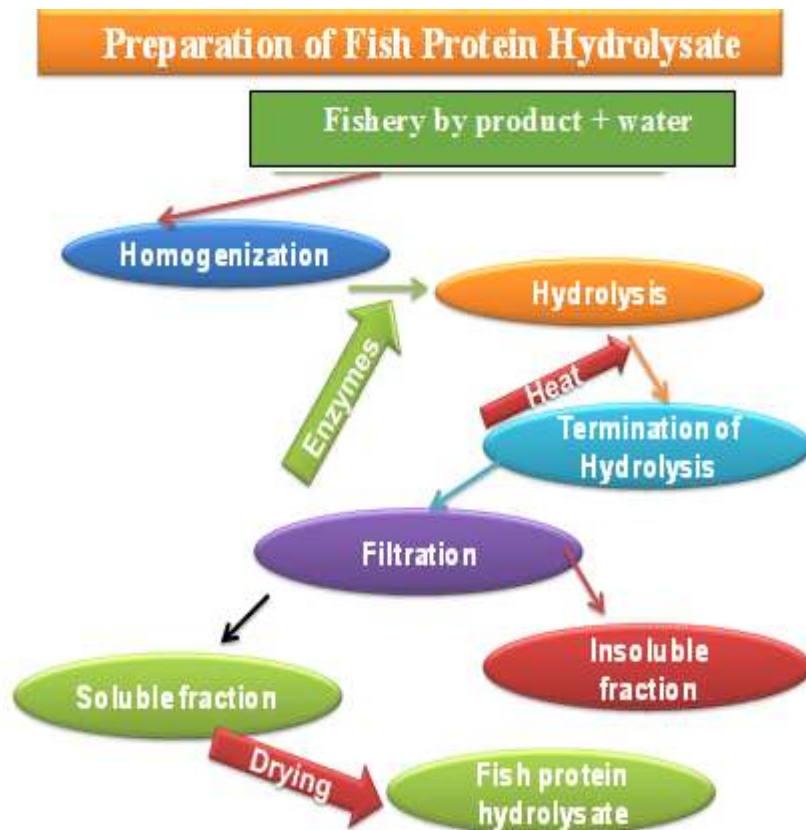 Preparation of Fish Protein Hydrolysate
Fishery by product + water
Homogenization
Hydrolysis
Enzymes
Heat
Termination of
Hydrolysis
Filtration
Insoluble
fraction
Soluble fraction
Drying
Fish protein
hydrolysate